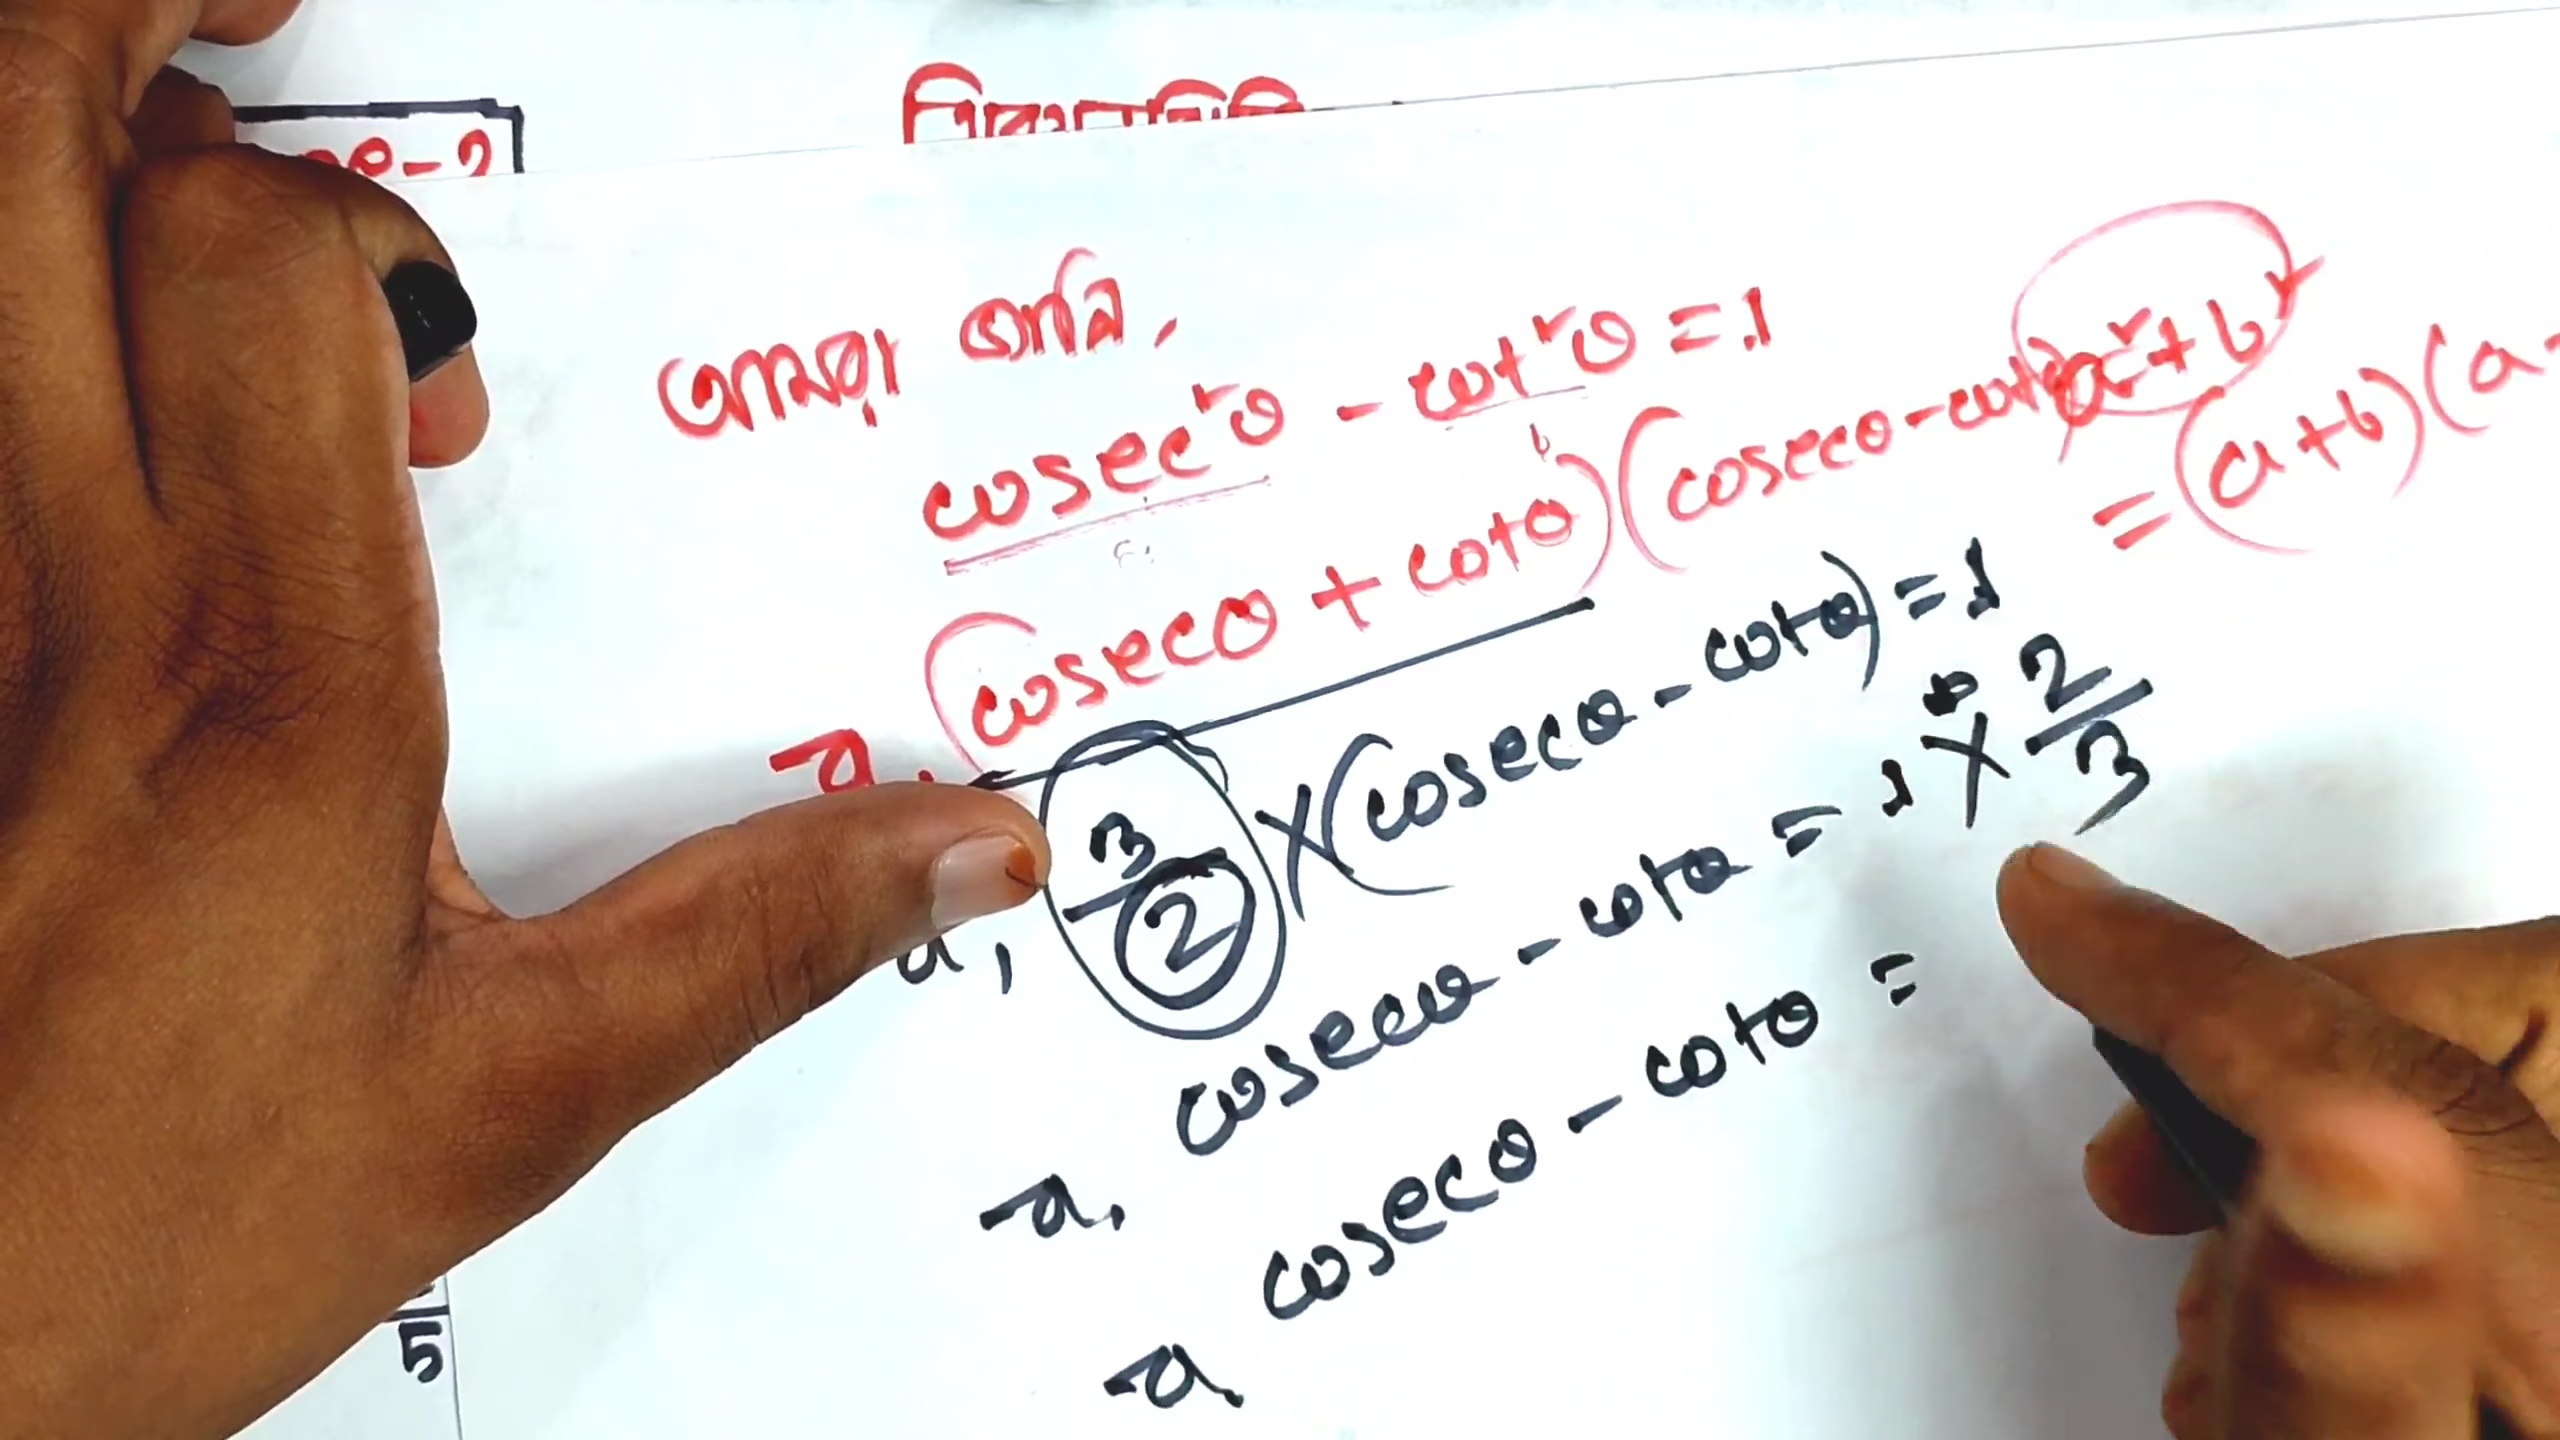 ত্রিকোণমিতি
আমরা জানি,
cosec²θ - cot²θ = 1
a² + b²
(cosecθ + cotθ) (cosecθ - cotθ
= (a+b) (a-
বা, 3/2 × (cosecθ - cotθ) = 1
বা, cosecθ - cotθ = 1 × 2/3
বা, cosecθ - cotθ =
5